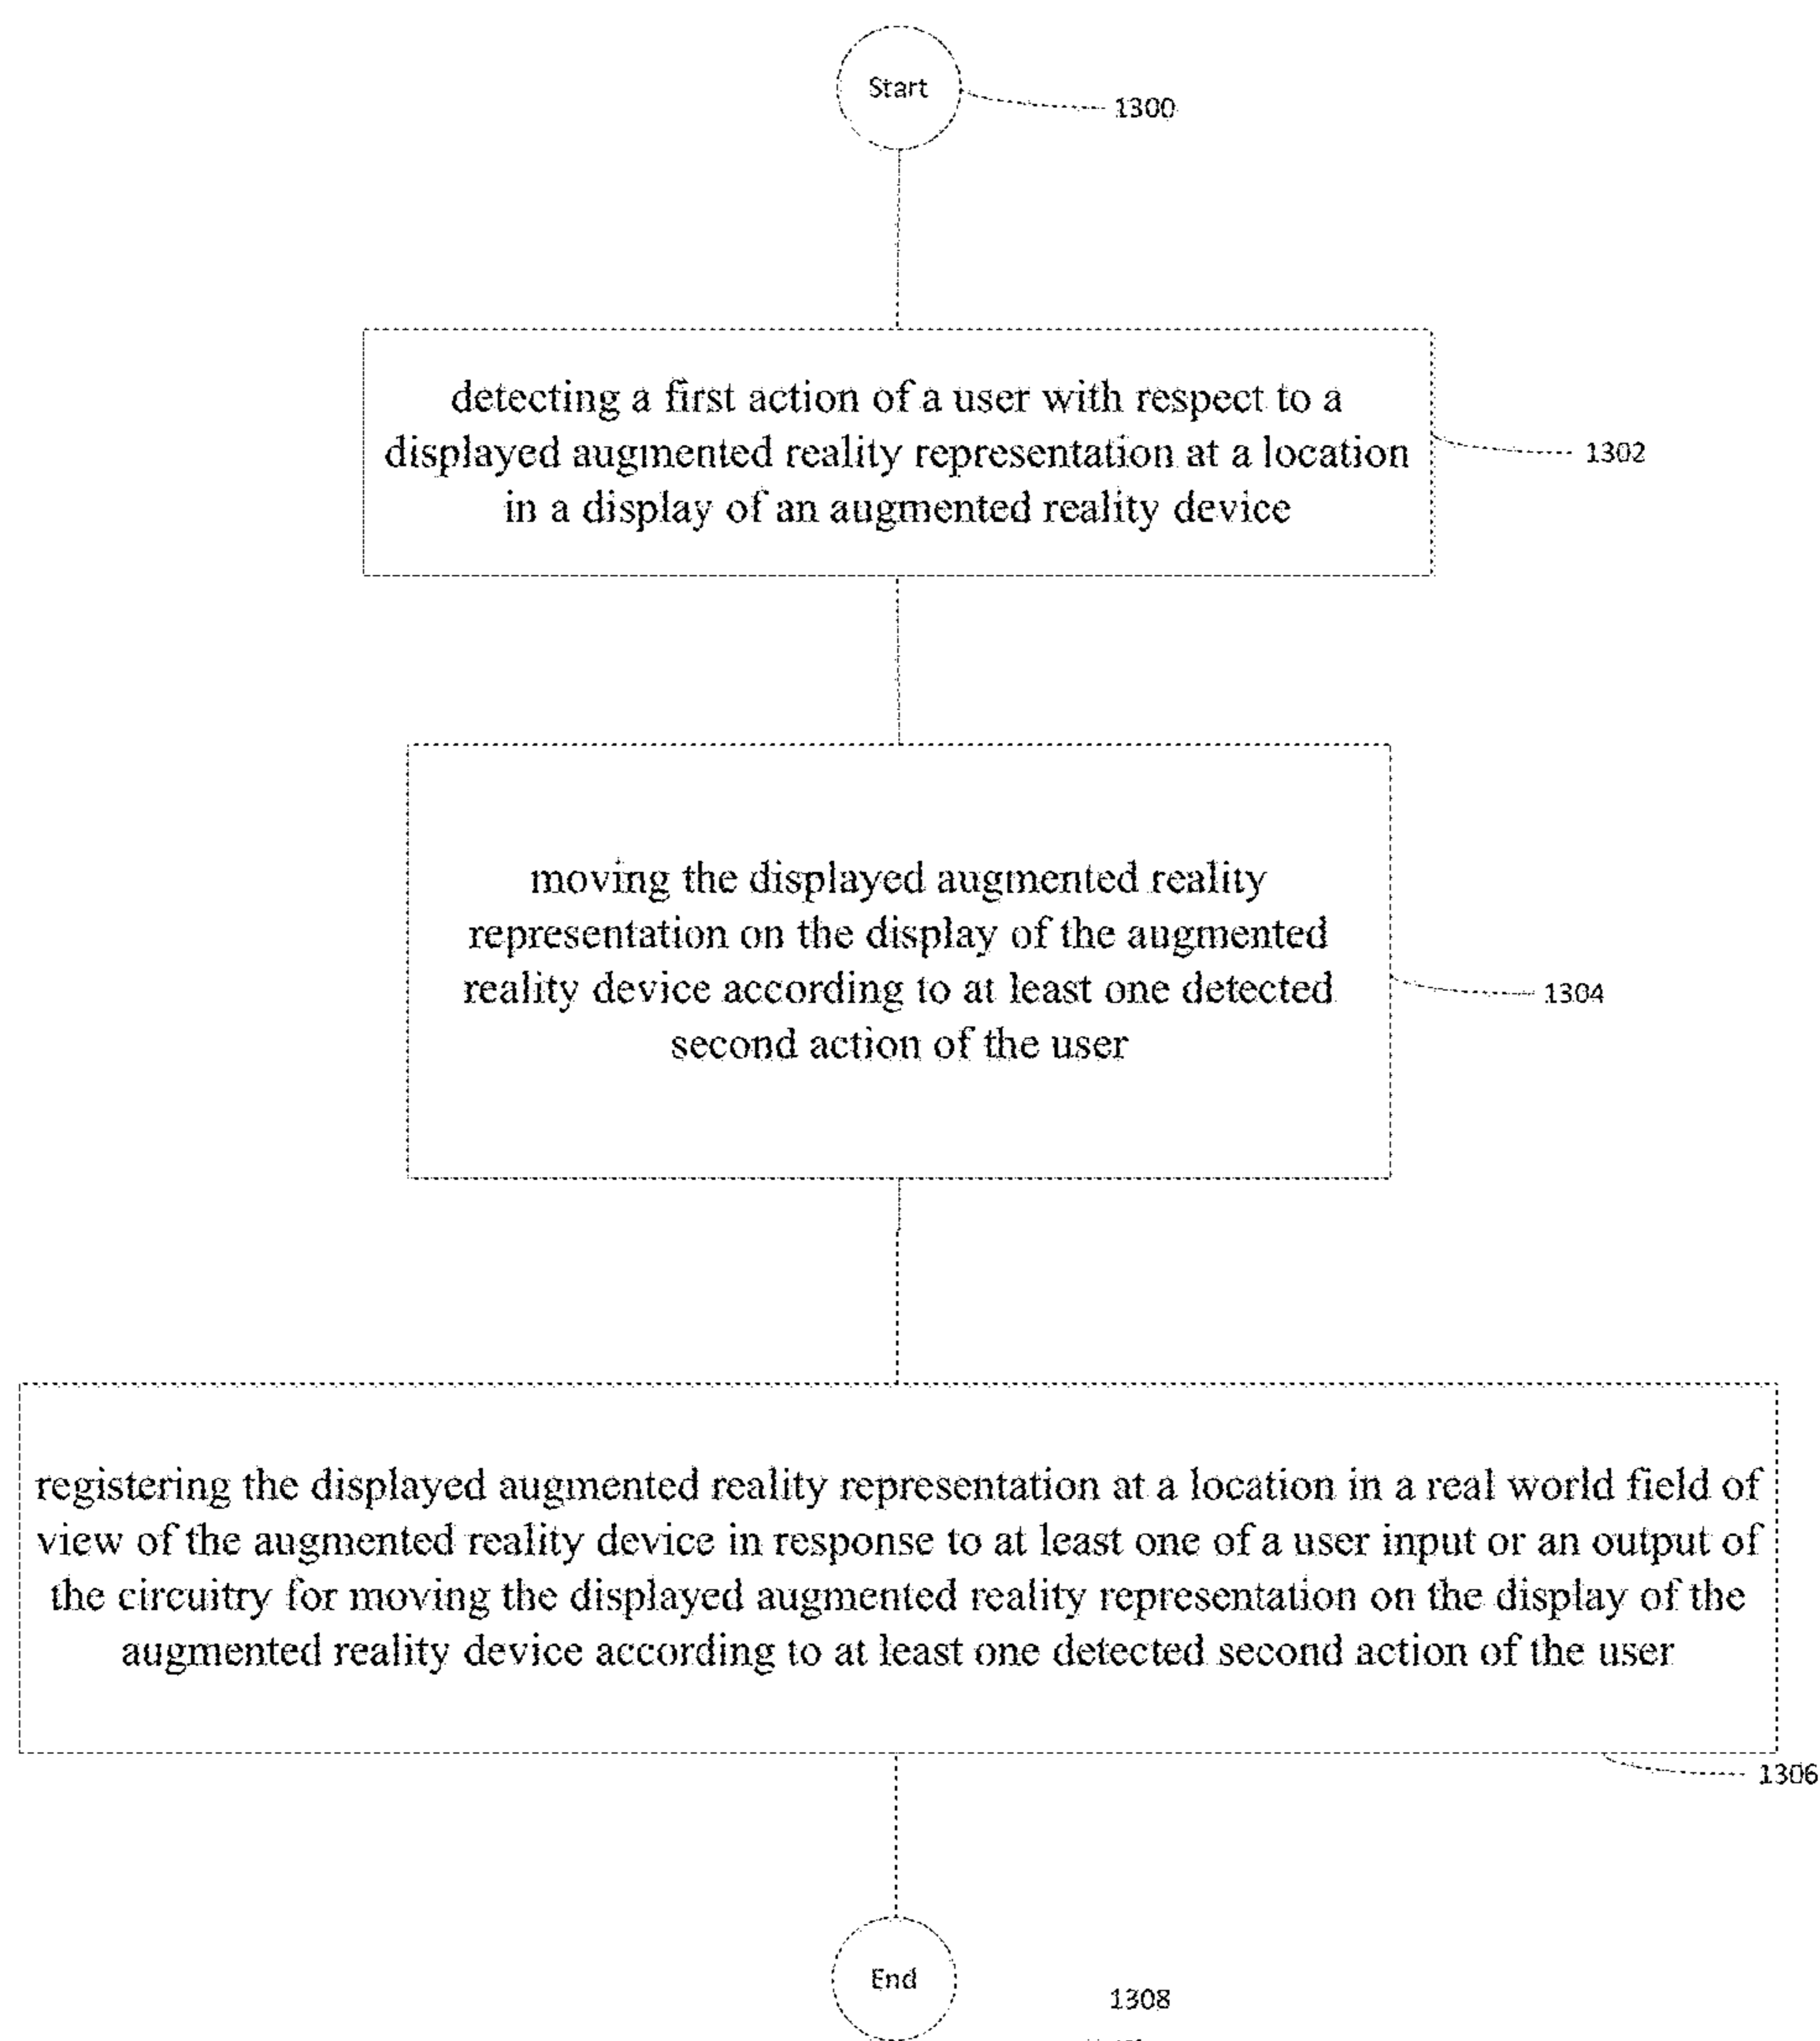 Start
1300
detecting a first action of a user with respect to a
displayed augmented reality representation at a location
in a display of an augmented reality device
1302
moving the displayed augmented reality
representation on the display of the augmented
reality device according to at least one detected
second action of the user
1304
registering the displayed augmented reality representation at a location in a real world field of
view of the augmented reality device in response to at least one of a user input or an output of
the circuitry for moving the displayed augmented reality representation on the display of the
augmented reality device according to at least one detected second action of the user
1306
End
1308